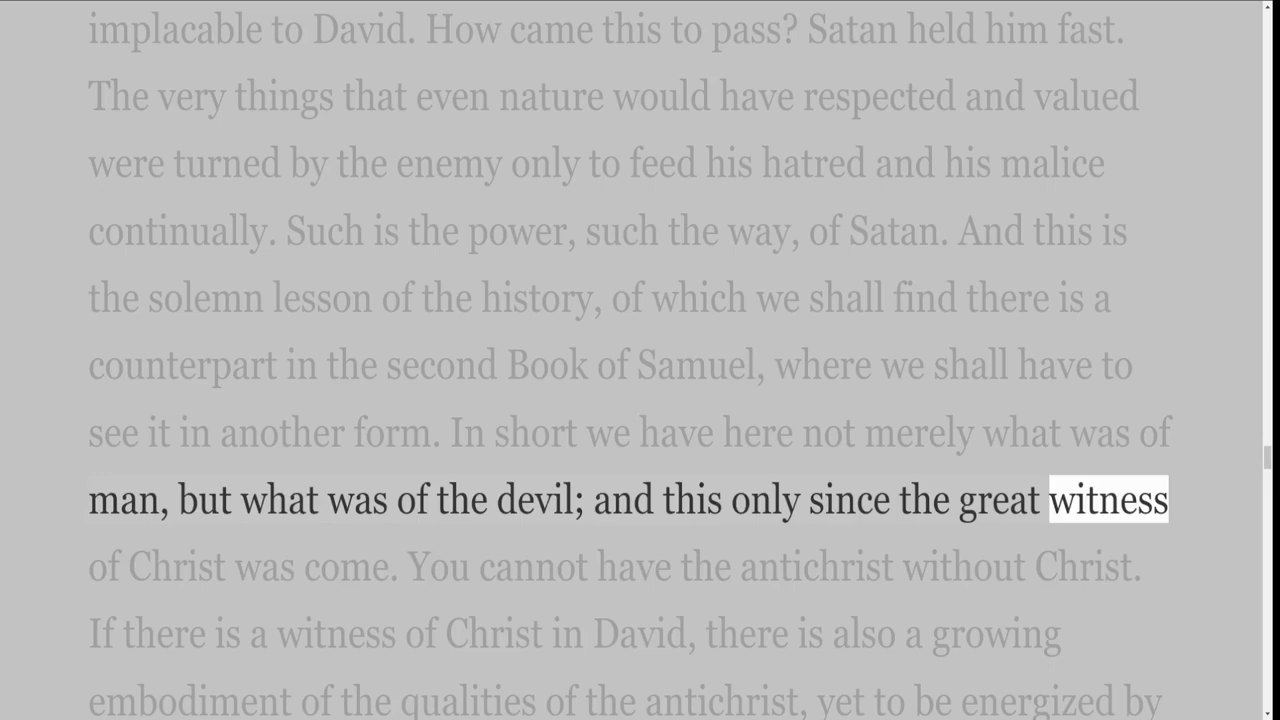 implacable to David. How came this to pass? Satan held him fast.
The very things that even nature would have respected and valued
were turned by the enemy only to feed his hatred and his malice
continually. Such is the power, such the way, of Satan. And this is
the solemn lesson of the history, of which we shall find there is a
counterpart in the second Book of Samuel, where we shall have to
see it in another form. In short we have here not merely what was of
man, but what was of the devil; and this only since the great witness
of Christ was come. You cannot have the antichrist without Christ.
If there is a witness of Christ in David, there is also a growing
embodiment of the qualities of the antichrist, yet to be energized by